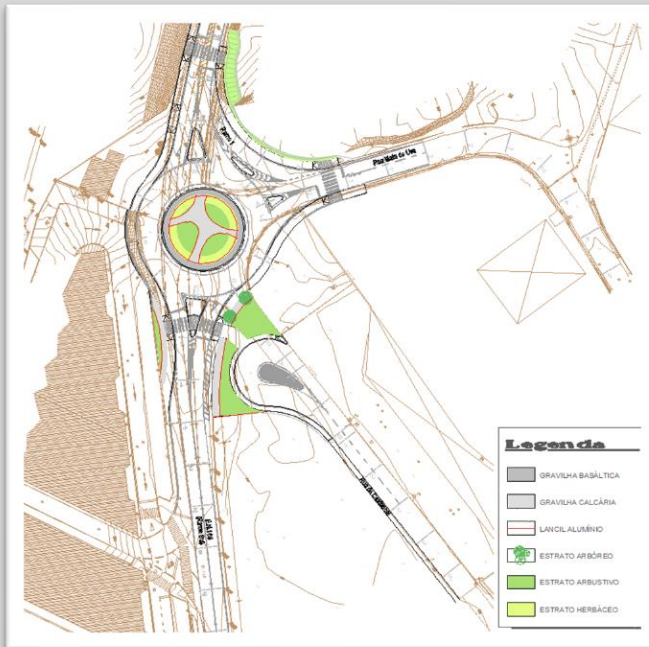 Legenda
GRAVILHA BASÁLTICA
GRAVILHA CALCÁRIA
LANCIL ALUMÍNIO
ESTRATO ARBÓREO
ESTRATO ARBUSTIVO
ESTRATO HERBÁCEO